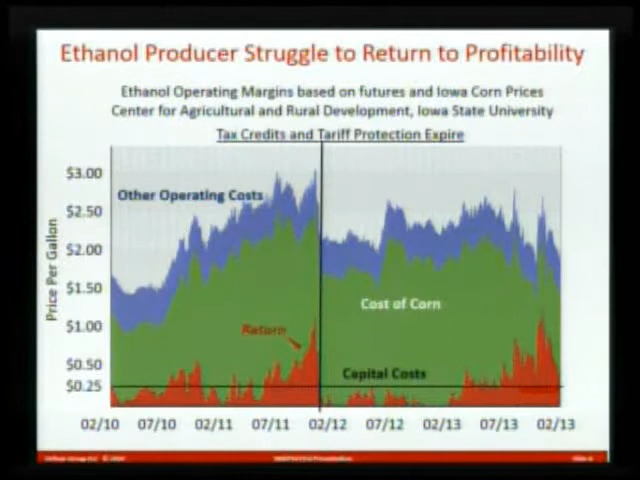 Ethanol Producer Struggle to Return to Profitability
Ethanol Operating Margins based on futures and Iowa Corn Prices
Center for Agricultural and Rural Development, Iowa State University
Tax Credits and Tariff Protection Expire
Price Per Gallon
$3.00
$2.50
$2.00
$1.50
$1.00
$0.50
$0.25
Other Operating Costs
Cost of Corn
Return
Capital Costs
02/10 07/10 02/11 07/11 02/12 07/12 02/13 07/13 02/13